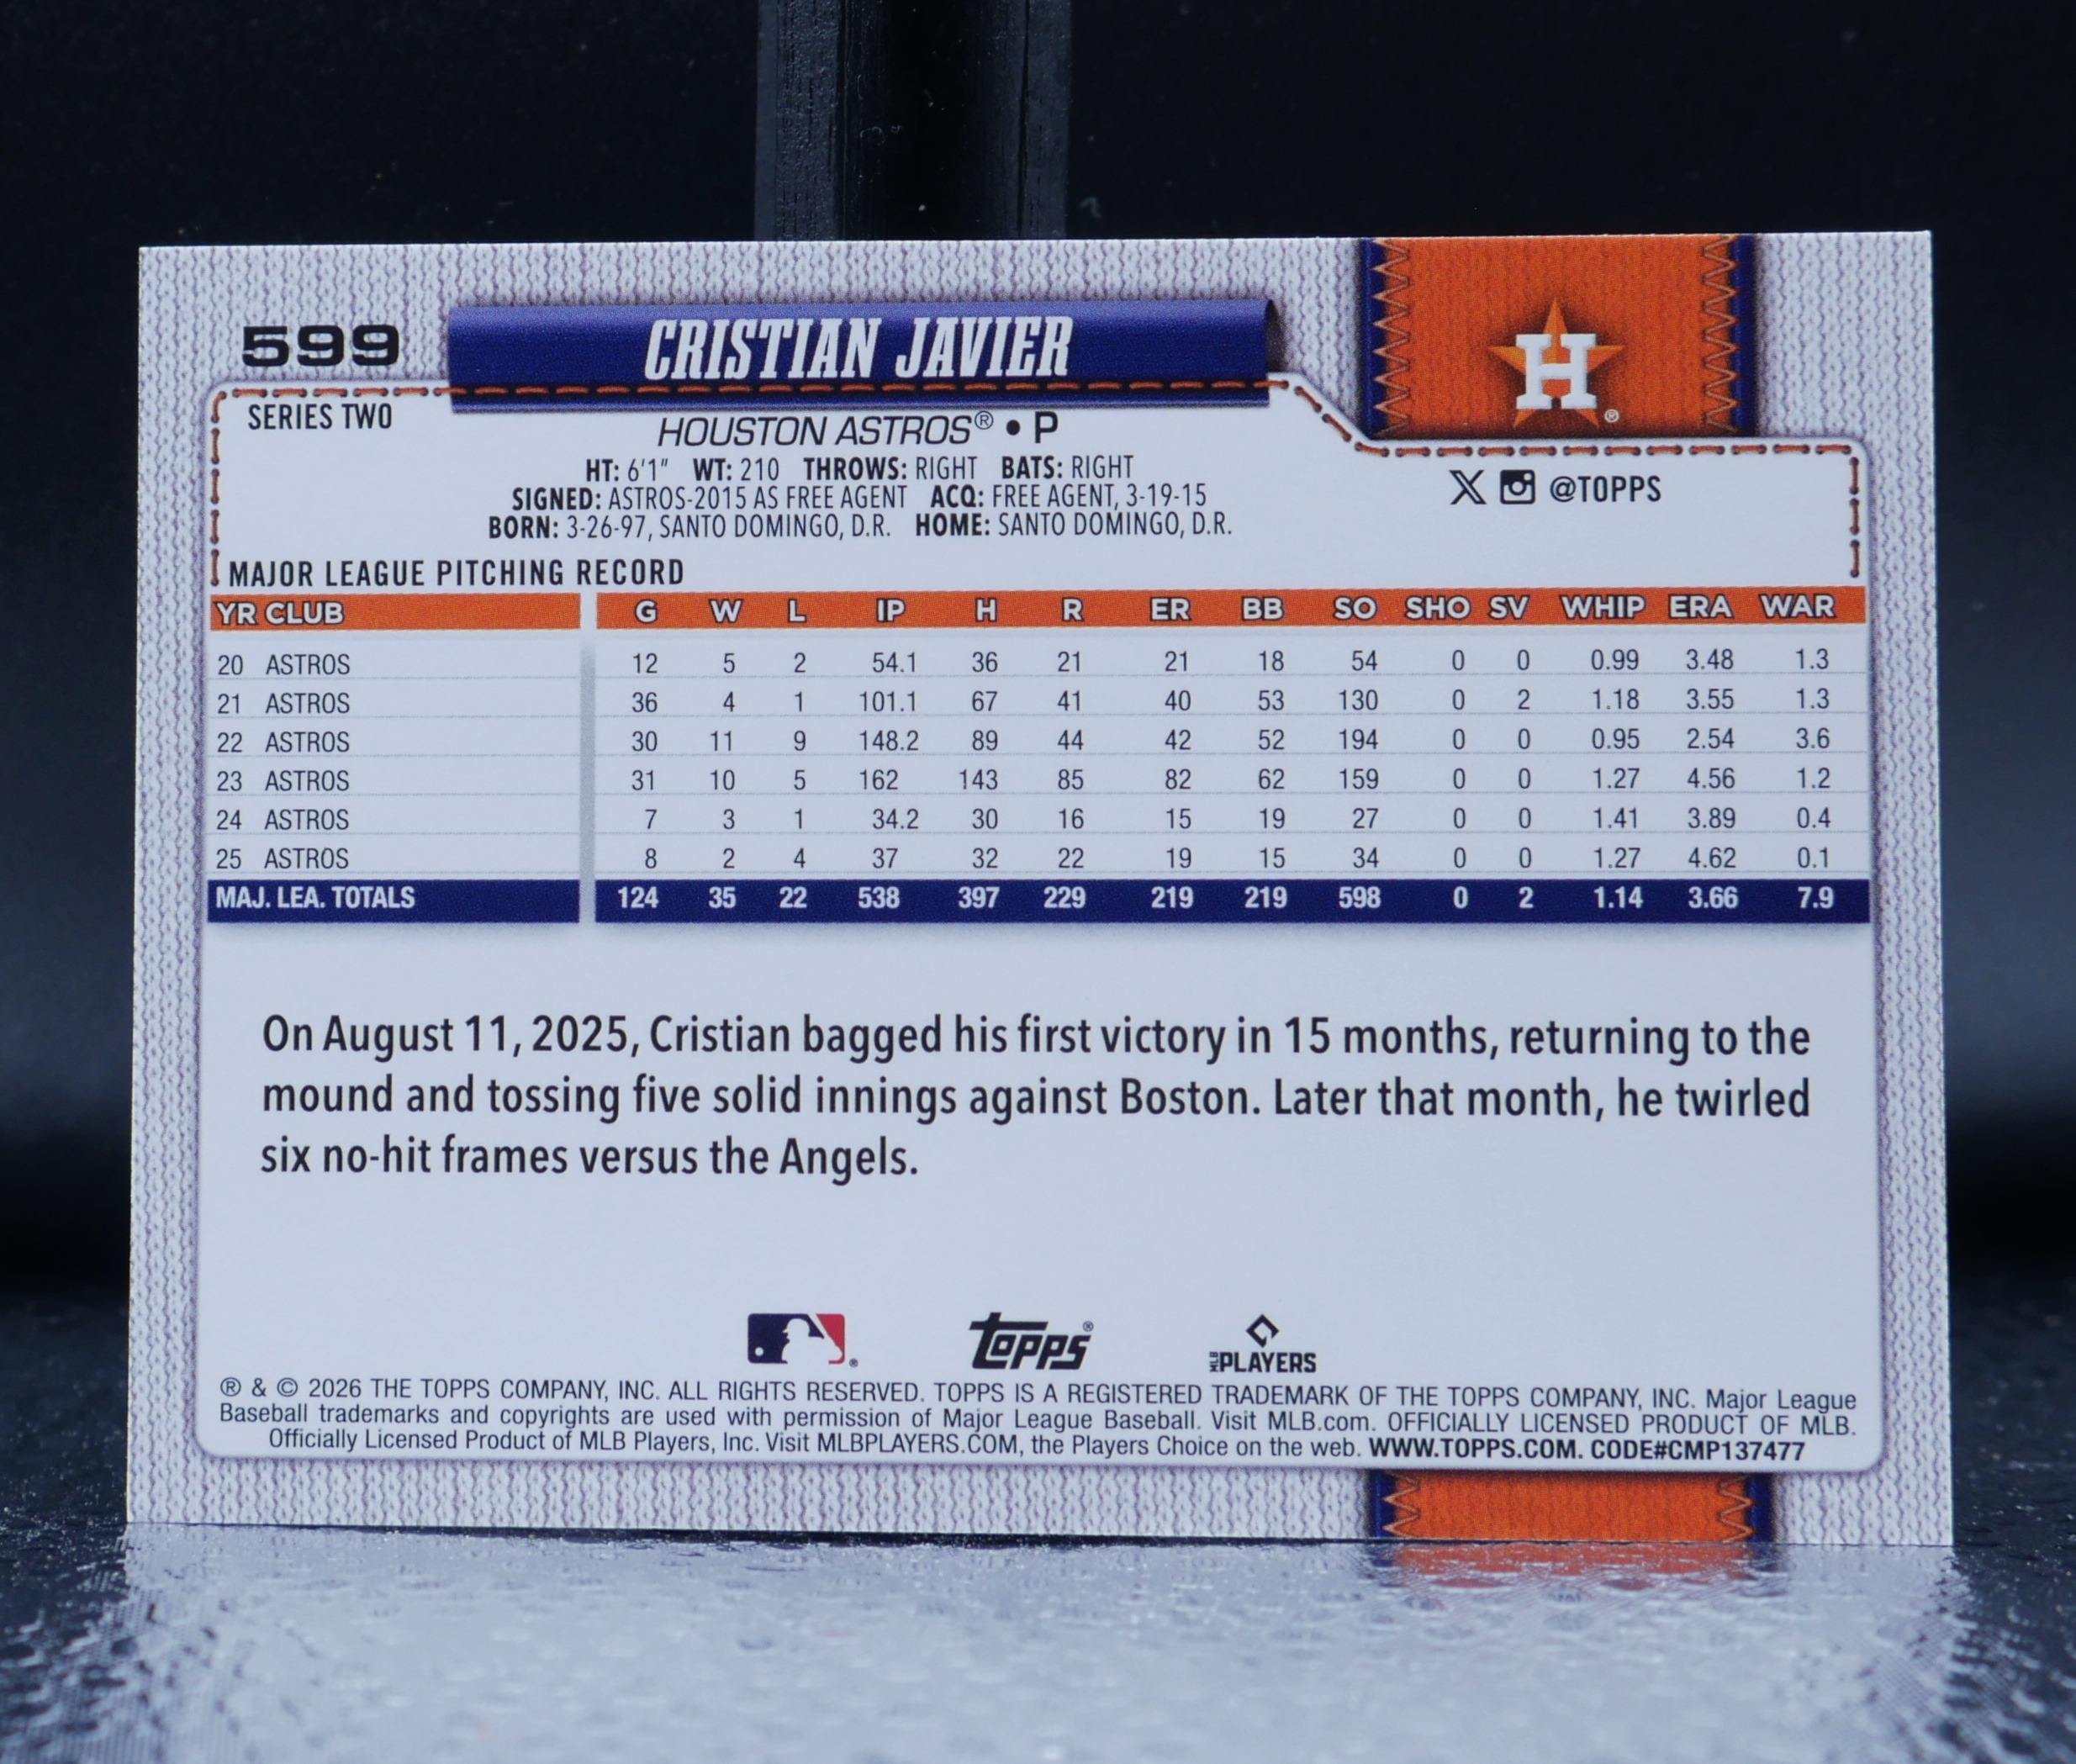 599
CRISTIAN JAVIER
H®
SERIES TWO
HOUSTON ASTROS® • P
HT: 6'1" WT: 210 THROWS: RIGHT BATS: RIGHT
SIGNED: ASTROS-2015 AS FREE AGENT ACQ: FREE AGENT, 3-19-15
BORN: 3-26-97, SANTO DOMINGO, D.R. HOME: SANTO DOMINGO, D.R.
@TOPPS
MAJOR LEAGUE PITCHING RECORD
YR CLUB G W L IP H R ER BB SO SHO SV WHIP ERA WAR
20 ASTROS 12 5 2 54.1 36 21 21 18 54 0 0 0.99 3.48 1.3
21 ASTROS 36 4 1 101.1 67 41 40 53 130 0 2 1.18 3.55 1.3
22 ASTROS 30 11 9 148.2 89 44 42 52 194 0 0 0.95 2.54 3.6
23 ASTROS 31 10 5 162 143 85 82 62 159 0 0 1.27 4.56 1.2
24 ASTROS 7 3 1 34.2 30 16 15 19 27 0 0 1.41 3.89 0.4
25 ASTROS 8 2 4 37 32 22 19 15 34 0 0 1.27 4.62 0.1
MAJ. LEA. TOTALS 124 35 22 538 397 229 219 219 598 0 2 1.14 3.66 7.9
On August 11, 2025, Cristian bagged his first victory in 15 months, returning to the
mound and tossing five solid innings against Boston. Later that month, he twirled
six no-hit frames versus the Angels.
® topps® MLB PLAYERS
® & © 2026 THE TOPPS COMPANY, INC. ALL RIGHTS RESERVED. TOPPS IS A REGISTERED TRADEMARK OF THE TOPPS COMPANY, INC. Major League
Baseball trademarks and copyrights are used with permission of Major League Baseball. Visit MLB.com. OFFICIALLY LICENSED PRODUCT OF MLB.
Officially Licensed Product of MLB Players, Inc. Visit MLBPLAYERS.COM, the Players Choice on the web. WWW.TOPPS.COM. CODE#CMP137477